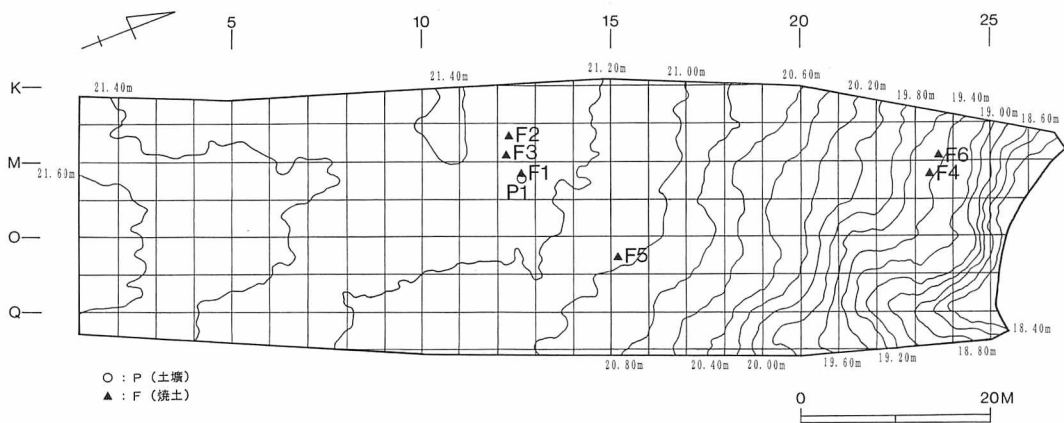 5 10 15 20 25
21.40m 21.40m 21.20m 21.00m 20.60m 20.20m 19.80m 19.40m 19.00m 18.60m
K
M
O
Q
21.60m
F2
F3
F1
P1
F5
F6
F4
20.80m 20.40m 20.00m 19.60m 19.20m 18.80m 18.40m
○ : P (土壙)
▲ : F (焼土)
0 20M